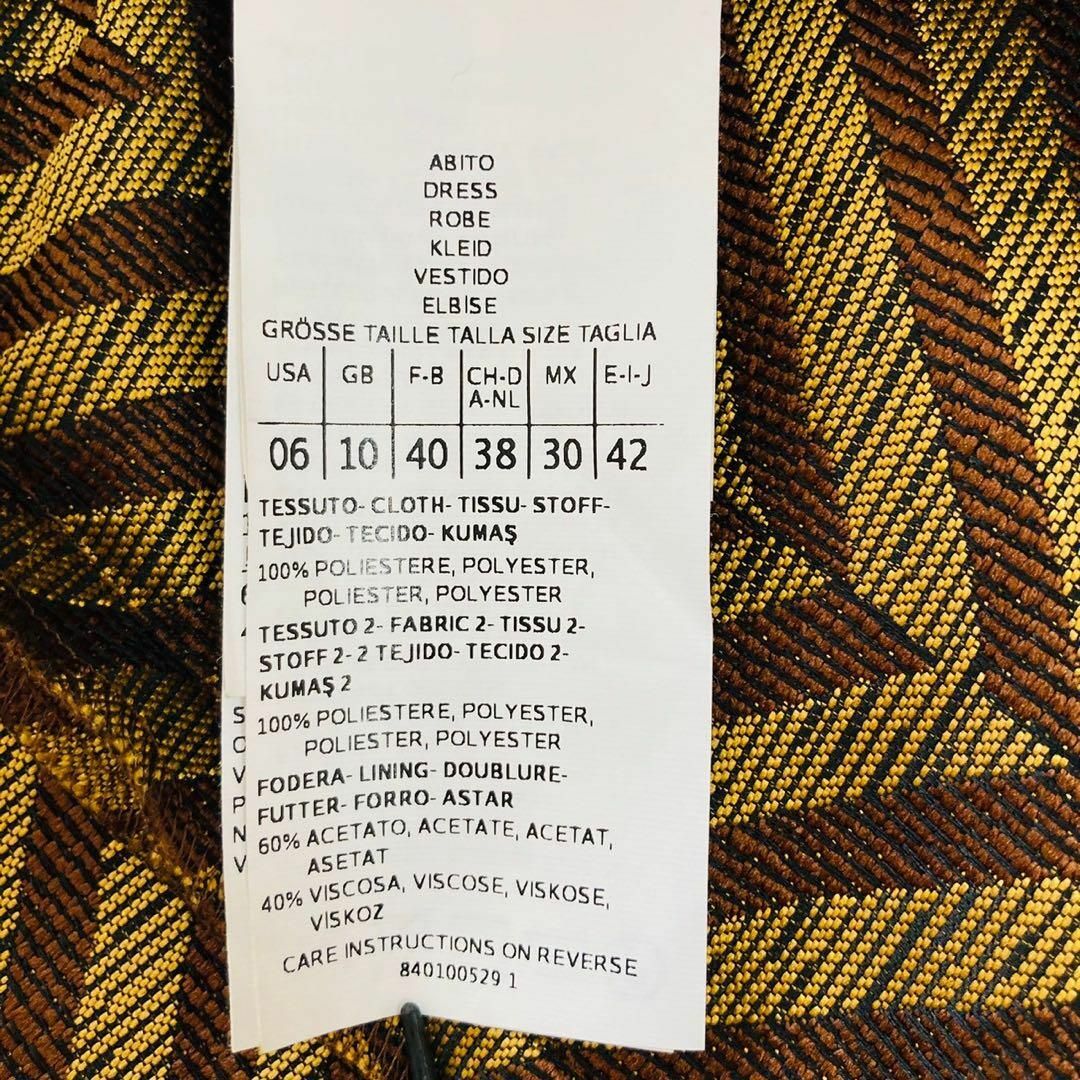 ABITO
DRESS
ROBE
KLEID
VESTIDO
ELBİSE
GRÖSSE TAILLE TALLA SIZE TAGLIA
USA GB F-B CH-D A-NL MX E-I-J
06 10 40 38 30 42
TESSUTO- CLOTH- TISSU- STOFF-
TEJIDO- TECIDO- KUMAŞ
100% POLIESTERE, POLYESTER,
POLIESTER, POLYESTER
TESSUTO 2- FABRIC 2- TISSU 2-
STOFF 2- 2 TEJIDO- TECIDO 2-
KUMAŞ 2
100% POLIESTERE, POLYESTER,
POLIESTER, POLYESTER
FODERA- LINING- DOUBLURE-
FUTTER- FORRO- ASTAR
60% ACETATO, ACETATE, ACETAT,
ASETAT
40% VISCOSA, VISCOSE, VISKOSE,
VISKOZ
CARE INSTRUCTIONS ON REVERSE
840100529 1